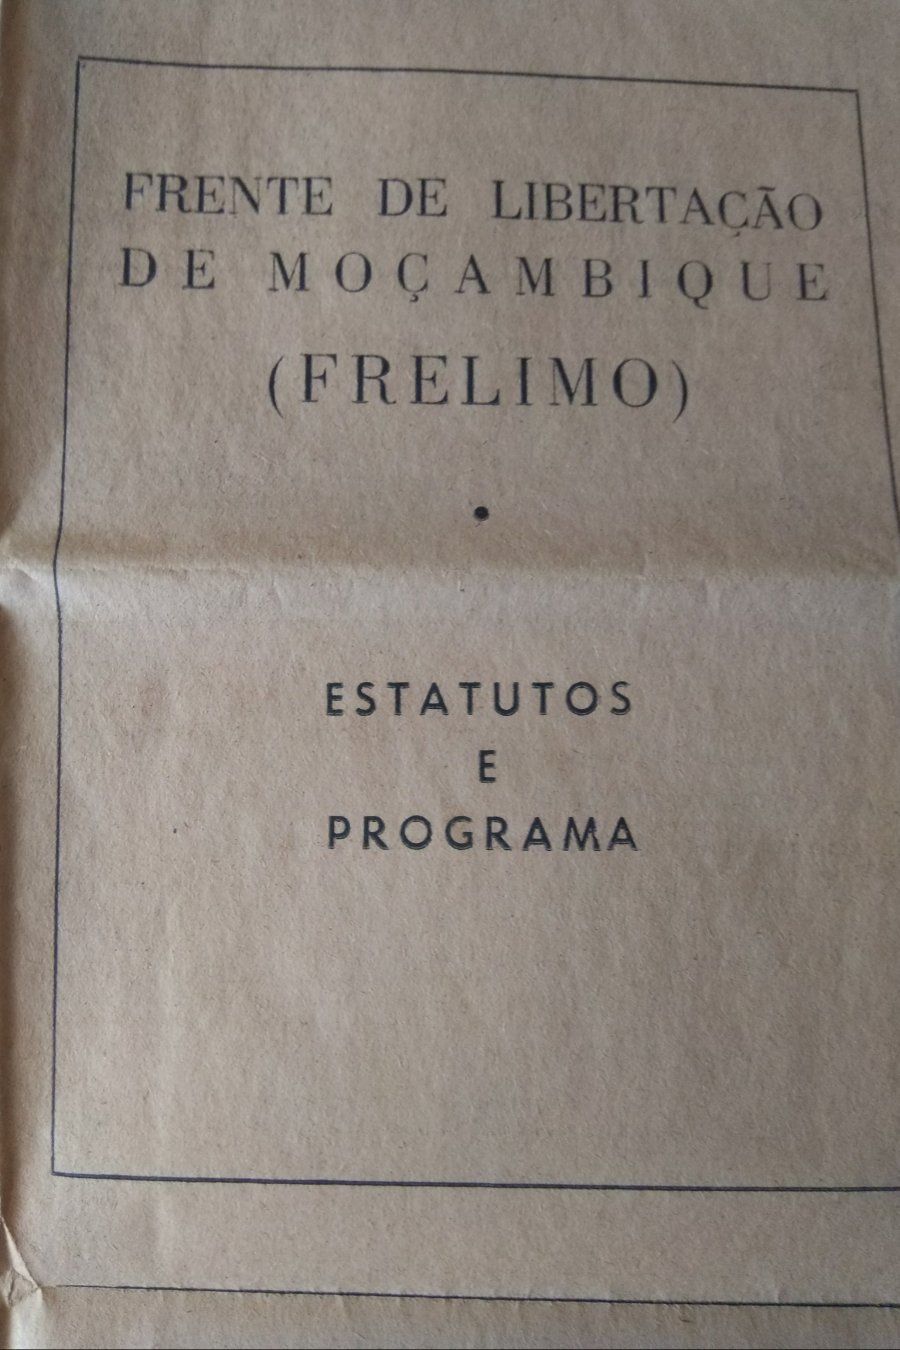 FRENTE DE LIBERTAÇÃO
DE MOÇAMBIQUE
(FRELIMO)
•
ESTATUTOS
E
PROGRAMA